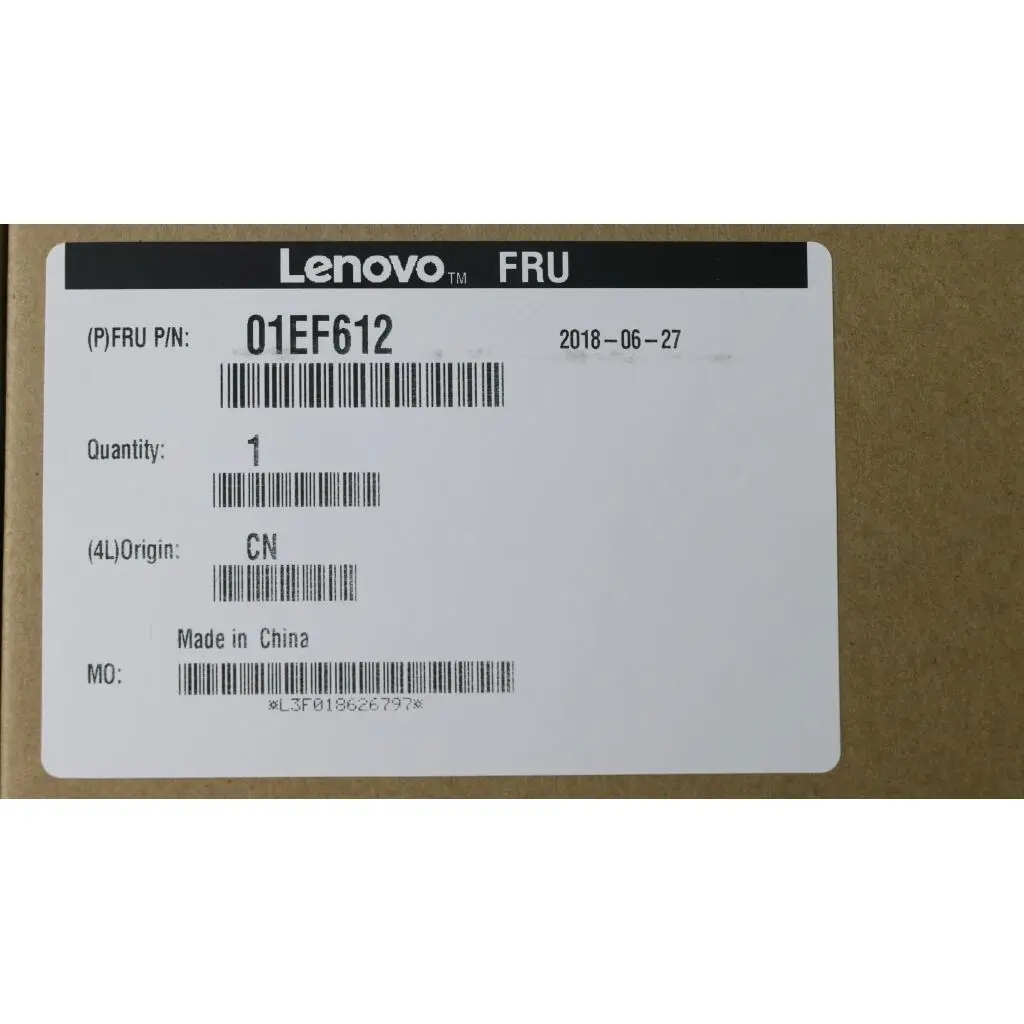 Lenovo™ FRU
(P)FRU P/N: 01EF612 2018-06-27
Quantity: 1
(4L)Origin: CN
Made in China
MO:
*L3F018626797*